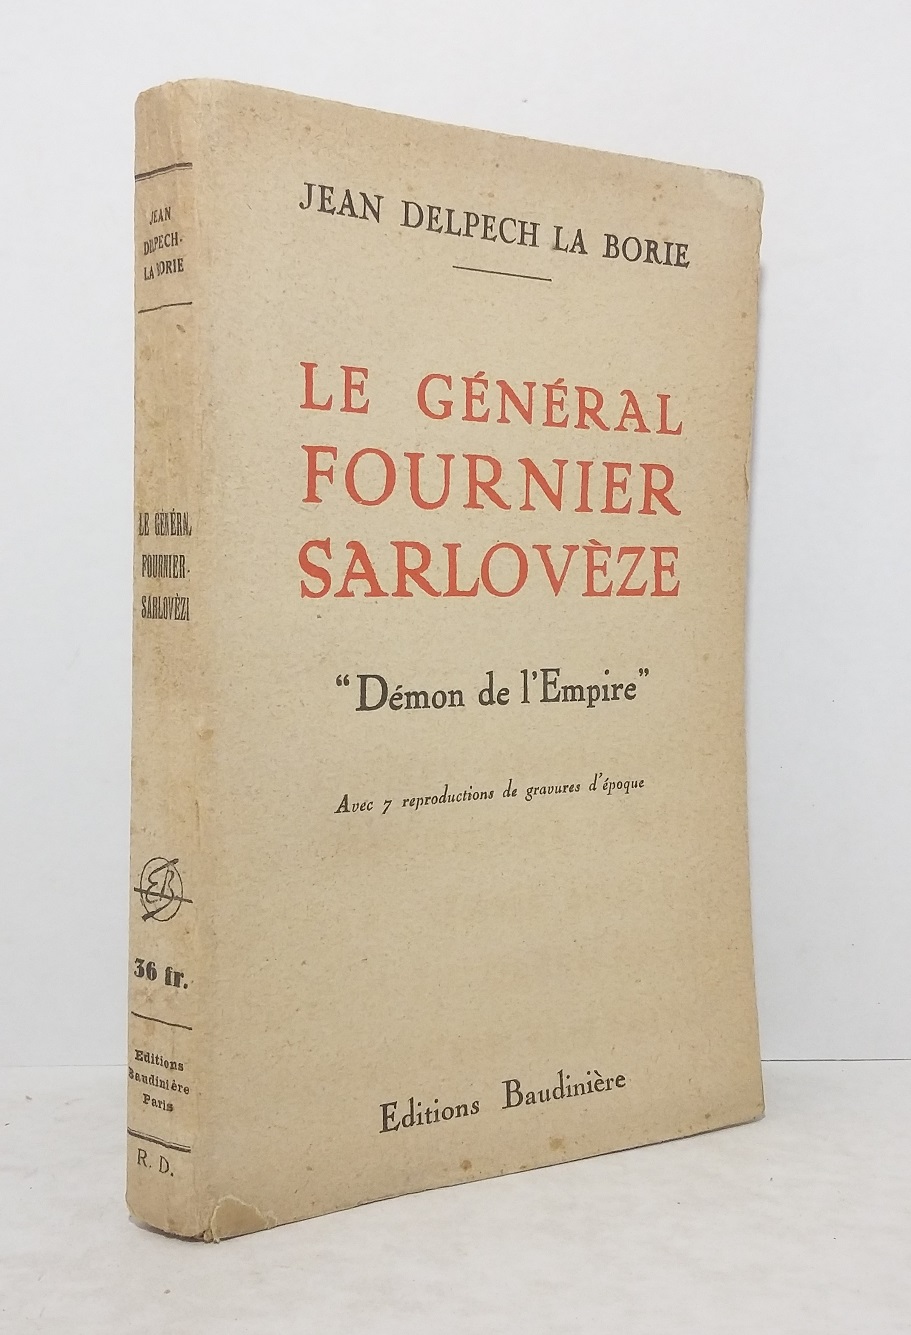 JEAN
DELPECH-
LA BORIE
LE GÉNÉRAL
FOURNIER-
SARLOVÈZE
EB
36 fr.
Editions
Baudinière
Paris
R. D.
JEAN DELPECH LA BORIE
LE GÉNÉRAL
FOURNIER
SARLOVÈZE
“Démon de l'Empire”
Avec 7 reproductions de gravures d'époque
Editions Baudinière